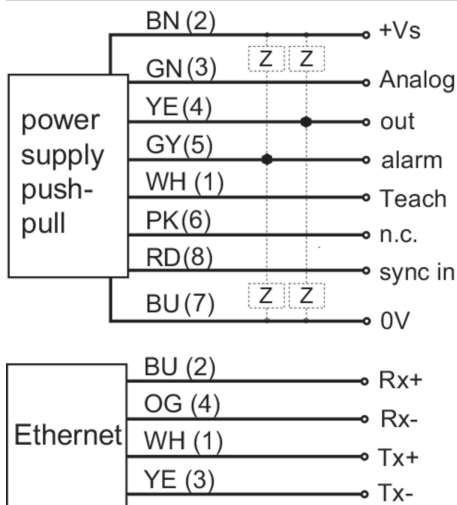 BN (2) +Vs
Z Z
GN (3) Analog
YE (4) out
GY(5) alarm
WH (1) Teach
PK(6) n.c.
RD(8) sync in
Z Z
BU (7) 0V
power
supply
push-
pull
BU (2) Rx+
OG (4) Rx-
WH (1) Tx+
YE (3) Tx-
Ethernet